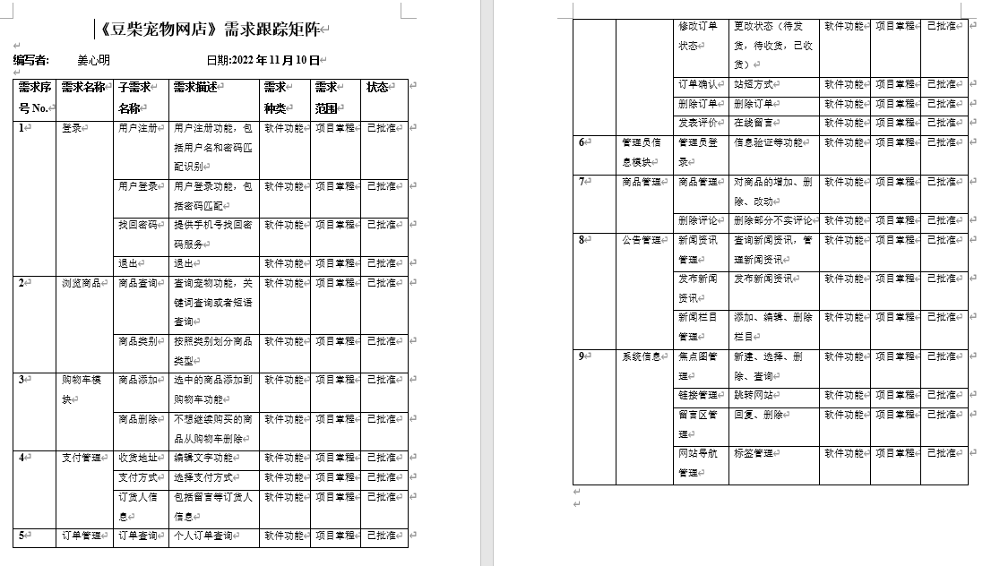 《豆柴宠物网店》需求跟踪矩阵
编写者: 姜心明 日期:2022年11月10日
需求序 需求名称 子需求 需求描述 需求 需求 状态
号 No. 名称 种类 范围
1 登录 用户注册 用户注册功能，包 软件功能 项目章程 已批准
括用户名和密码匹
配识别
用户登录 用户登录功能，包 软件功能 项目章程 已批准
括密码匹配
找回密码 提供手机号找回密 软件功能 项目章程 已批准
码服务
退出 退出 软件功能 项目章程 已批准
2 浏览商品 商品查询 查询宠物功能，关 软件功能 项目章程 已批准
键词查询或者短语
查询
商品类别 按照类别划分商品 软件功能 项目章程 已批准
类型
3 购物车模 商品添加 选中的商品添加到 软件功能 项目章程 已批准
块 购物车功能
商品删除 不想继续购买的商 软件功能 项目章程 已批准
品从购物车删除
4 支付管理 收货地址 编辑文字功能 软件功能 项目章程 已批准
支付方式 选择支付方式 软件功能 项目章程 已批准
订货人信 包括留言等订货人 软件功能 项目章程 已批准
息 信息
5 订单管理 订单查询 个人订单查询 软件功能 项目章程 已批准
修改订单 更改状态（待发 软件功能 项目章程 已批准
状态 货，待收货，已收
货）
订单确认 站短方式 软件功能 项目章程 已批准
删除订单 删除订单 软件功能 项目章程 已批准
发表评价 在线留言 软件功能 项目章程 已批准
6 管理员信 管理员登 信息验证等功能 软件功能 项目章程 已批准
息模块 录
7 商品管理 商品管理 对商品的增加、删 软件功能 项目章程 已批准
除、改动
删除评论 删除部分不实评论 软件功能 项目章程 已批准
8 公告管理 新闻资讯 查询新闻资讯，管 软件功能 项目章程 已批准
管理 理新闻资讯
发布新闻 发布新闻资讯 软件功能 项目章程 已批准
资讯
新闻栏目 添加、编辑、删除 软件功能 项目章程 已批准
管理 栏目
9 系统信息 焦点图管 新建、选择、删 软件功能 项目章程 已批准
理 除、查询
链接管理 跳转网站 软件功能 项目章程 已批准
留言区管 回复、删除 软件功能 项目章程 已批准
理
网站导航 标签管理 软件功能 项目章程 已批准
管理